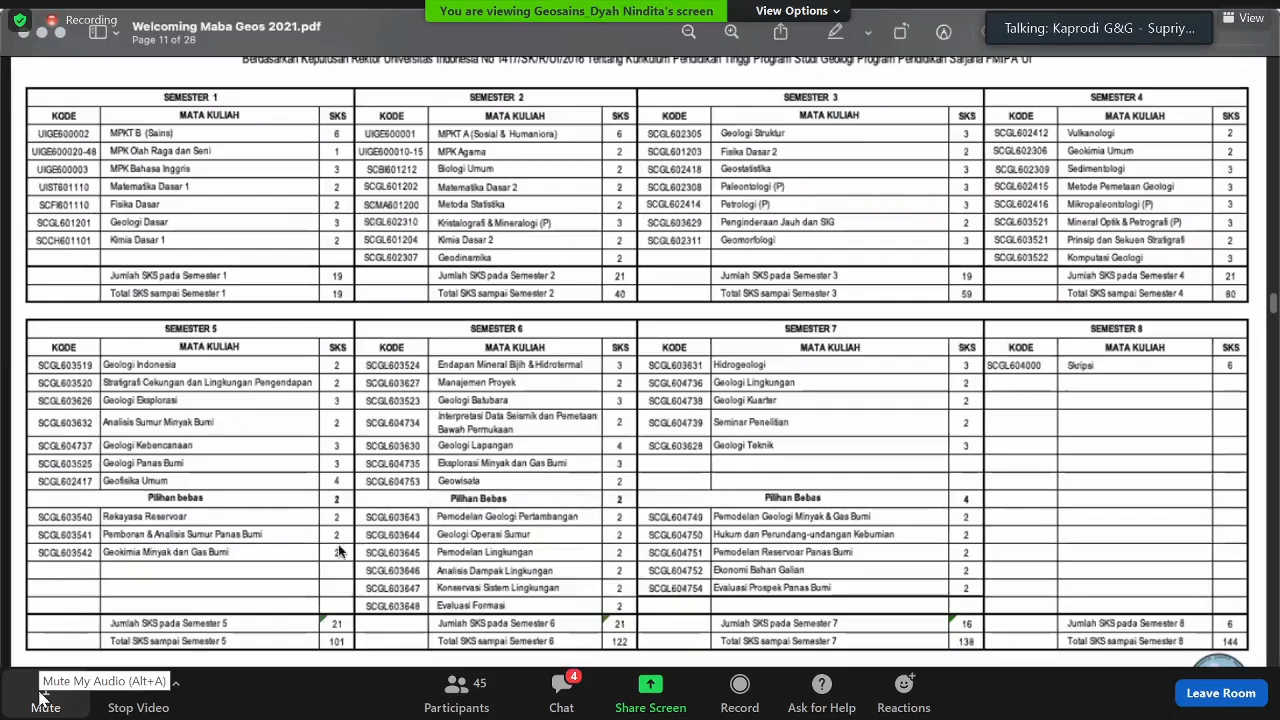 Recording
Welcoming Maba Geos 2021.pdf
Page 11 of 28
You are viewing Geosains_Dyah Nindita's screen
View Options
Talking: Kaprodi G&G - Supriy...
View
Berdasarkan Keputusan Rektor Universitas Indonesia No 1417/SK/R/UI/2016 Tentang Kurikulum Pendidikan Tinggi Program Studi Geologi Program Pendidikan Sarjana FMIPA UI
SEMESTER 1 SEMESTER 2 SEMESTER 3 SEMESTER 4
KODE MATA KULIAH SKS KODE MATA KULIAH SKS KODE MATA KULIAH SKS KODE MATA KULIAH SKS
UIGE600002 MPKT B (Sains) 6 UIGE600001 MPKT A (Sosial & Humaniora) 6 SCGL602305 Geologi Struktur 3 SCGL602412 Vulkanologi 2
UIGE600020-48 MPK Olah Raga dan Seni 1 UIGE600010-15 MPK Agama 2 SCGL601203 Fisika Dasar 2 2 SCGL602306 Geokimia Umum 2
UIGE600003 MPK Bahasa Inggris 3 SCBI601212 Biologi Umum 2 SCGL602418 Geostatistika 3 SCGL602309 Sedimentologi 3
UIST601110 Matematika Dasar 1 2 SCGL601202 Matematika Dasar 2 2 SCGL602308 Paleontologi (P) 3 SCGL602415 Metode Pemetaan Geologi 3
SCFI601110 Fisika Dasar 2 SCMA601200 Metoda Statistika 2 SCGL602414 Petrologi (P) 3 SCGL602416 Mikropaleontologi (P) 3
SCGL601201 Geologi Dasar 3 SCGL602310 Kristalografi & Mineralogi (P) 3 SCGL603629 Penginderaan Jauh dan SIG 2 SCGL603521 Mineral Optik & Petrografi (P) 3
SCCH601101 Kimia Dasar 1 2 SCGL601204 Kimia Dasar 2 2 SCGL602311 Geomorfologi 3 SCGL603521 Prinsip dan Sekuen Stratigrafi 2
SCGL602307 Geodinamika 2 SCGL603522 Komputasi Geologi 3
Jumlah SKS pada Semester 1 19 Jumlah SKS pada Semester 2 21 Jumlah SKS pada Semester 3 19 Jumlah SKS pada Semester 4 21
Total SKS sampai Semester 1 19 Total SKS sampai Semester 2 40 Total SKS sampai Semester 3 59 Total SKS sampai Semester 4 80
SEMESTER 5 SEMESTER 6 SEMESTER 7 SEMESTER 8
KODE MATA KULIAH SKS KODE MATA KULIAH SKS KODE MATA KULIAH SKS KODE MATA KULIAH SKS
SCGL603519 Geologi Indonesia 2 SCGL603524 Endapan Mineral Bijih & Hidrotermal 3 SCGL603631 Hidrogeologi 3 SCGL604000 Skripsi 6
SCGL603520 Stratigrafi Cekungan dan Lingkungan Pengendapan 2 SCGL603627 Manajemen Proyek 2 SCGL604736 Geologi Lingkungan 2
SCGL603626 Geologi Eksplorasi 3 SCGL603523 Geologi Batubara 3 SCGL604738 Geologi Kuarter 2
SCGL603632 Analisis Sumur Minyak Bumi 2 SCGL604734 Interpretasi Data Seismik dan Pemetaan Bawah Permukaan 2 SCGL604739 Seminar Penelitian 2
SCGL604737 Geologi Kebencanaan 3 SCGL603630 Geologi Lapangan 4 SCGL603628 Geologi Teknik 3
SCGL603525 Geologi Panas Bumi 3 SCGL604735 Eksplorasi Minyak dan Gas Bumi 3
SCGL602417 Geofisika Umum 4 SCGL604753 Geowisata 2
Pilihan bebas 2 Pilihan Bebas 2 Pilihan Bebas 4
SCGL603540 Rekayasa Reservoar 2 SCGL603643 Pemodelan Geologi Pertambangan 2 SCGL604749 Pemodelan Geologi Minyak & Gas Bumi 2
SCGL603541 Pemboran & Analisis Sumur Panas Bumi 2 SCGL603644 Geologi Operasi Sumur 2 SCGL604750 Hukum dan Perundang-undangan Kebumian 2
SCGL603542 Geokimia Minyak dan Gas Bumi SCGL603645 Pemodelan Lingkungan 2 SCGL604751 Pemodelan Reservoar Panas Bumi 2
SCGL603646 Analisis Dampak Lingkungan 2 SCGL604752 Ekonomi Bahan Galian 2
SCGL603647 Konservasi Sistem Lingkungan 2 SCGL604754 Evaluasi Prospek Panas Bumi 2
SCGL603648 Evaluasi Formasi 2
Jumlah SKS pada Semester 5 21 Jumlah SKS pada Semester 6 21 Jumlah SKS pada Semester 7 16 Jumlah SKS pada Semester 8 6
Total SKS sampai Semester 5 101 Total SKS sampai Semester 6 122 Total SKS sampai Semester 7 138 Total SKS sampai Semester 8 144
Mute My Audio (Alt+A)
4
45
Mute Stop Video Participants Chat Share Screen Record Ask for Help Reactions
Leave Room